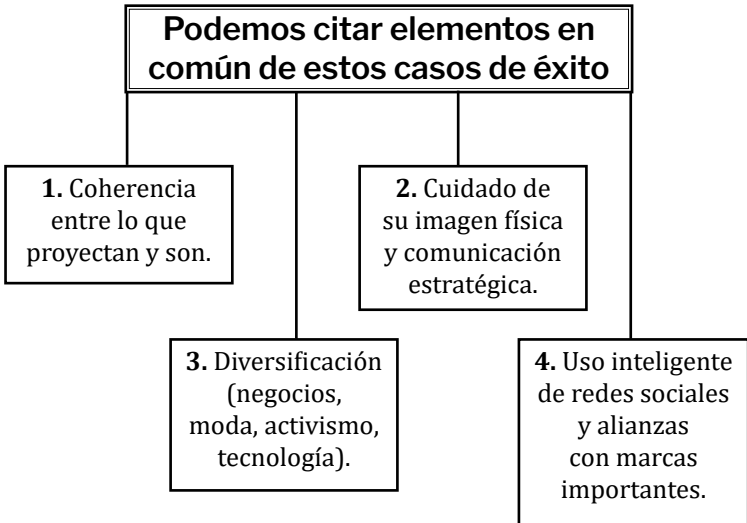 Podemos citar elementos en
común de estos casos de éxito
1. Coherencia
entre lo que
proyectan y son.
2. Cuidado de
su imagen física
y comunicación
estratégica.
3. Diversificación
(negocios,
moda, activismo,
tecnología).
4. Uso inteligente
de redes sociales
y alianzas
con marcas
importantes.